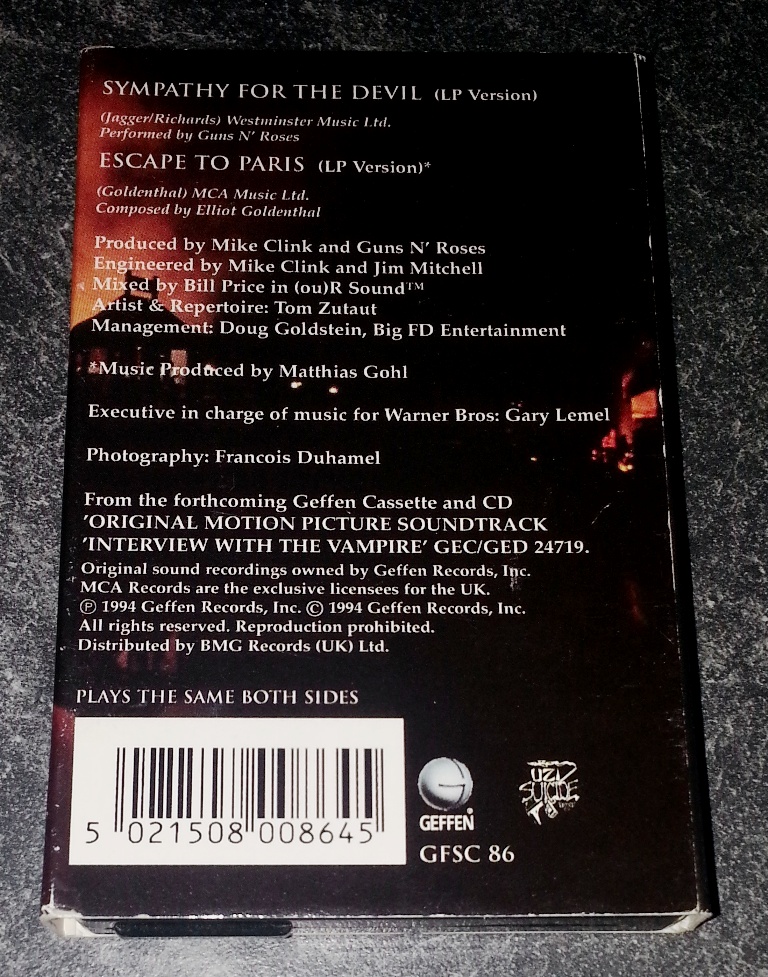 SYMPATHY FOR THE DEVIL (LP Version)
(Jagger/Richards) Westminster Music Ltd.
Performed by Guns N' Roses
ESCAPE TO PARIS (LP Version)*
(Goldenthal) MCA Music Ltd.
Composed by Elliot Goldenthal
Produced by Mike Clink and Guns N' Roses
Engineered by Mike Clink and Jim Mitchell
Mixed by Bill Price in (ou)R Sound™
Artist & Repertoire: Tom Zutaut
Management: Doug Goldstein, Big FD Entertainment
*Music Produced by Matthias Gohl
Executive in charge of music for Warner Bros: Gary Lemel
Photography: Francois Duhamel
From the forthcoming Geffen Cassette and CD
'ORIGINAL MOTION PICTURE SOUNDTRACK
'INTERVIEW WITH THE VAMPIRE' GEC/GED 24719.
Original sound recordings owned by Geffen Records, Inc.
MCA Records are the exclusive licensees for the UK.
℗ 1994 Geffen Records, Inc. © 1994 Geffen Records, Inc.
All rights reserved. Reproduction prohibited.
Distributed by BMG Records (UK) Ltd.
PLAYS THE SAME BOTH SIDES
5 021508 008645
GEFFEN®
UZI
SUICIDE
GFSC 86